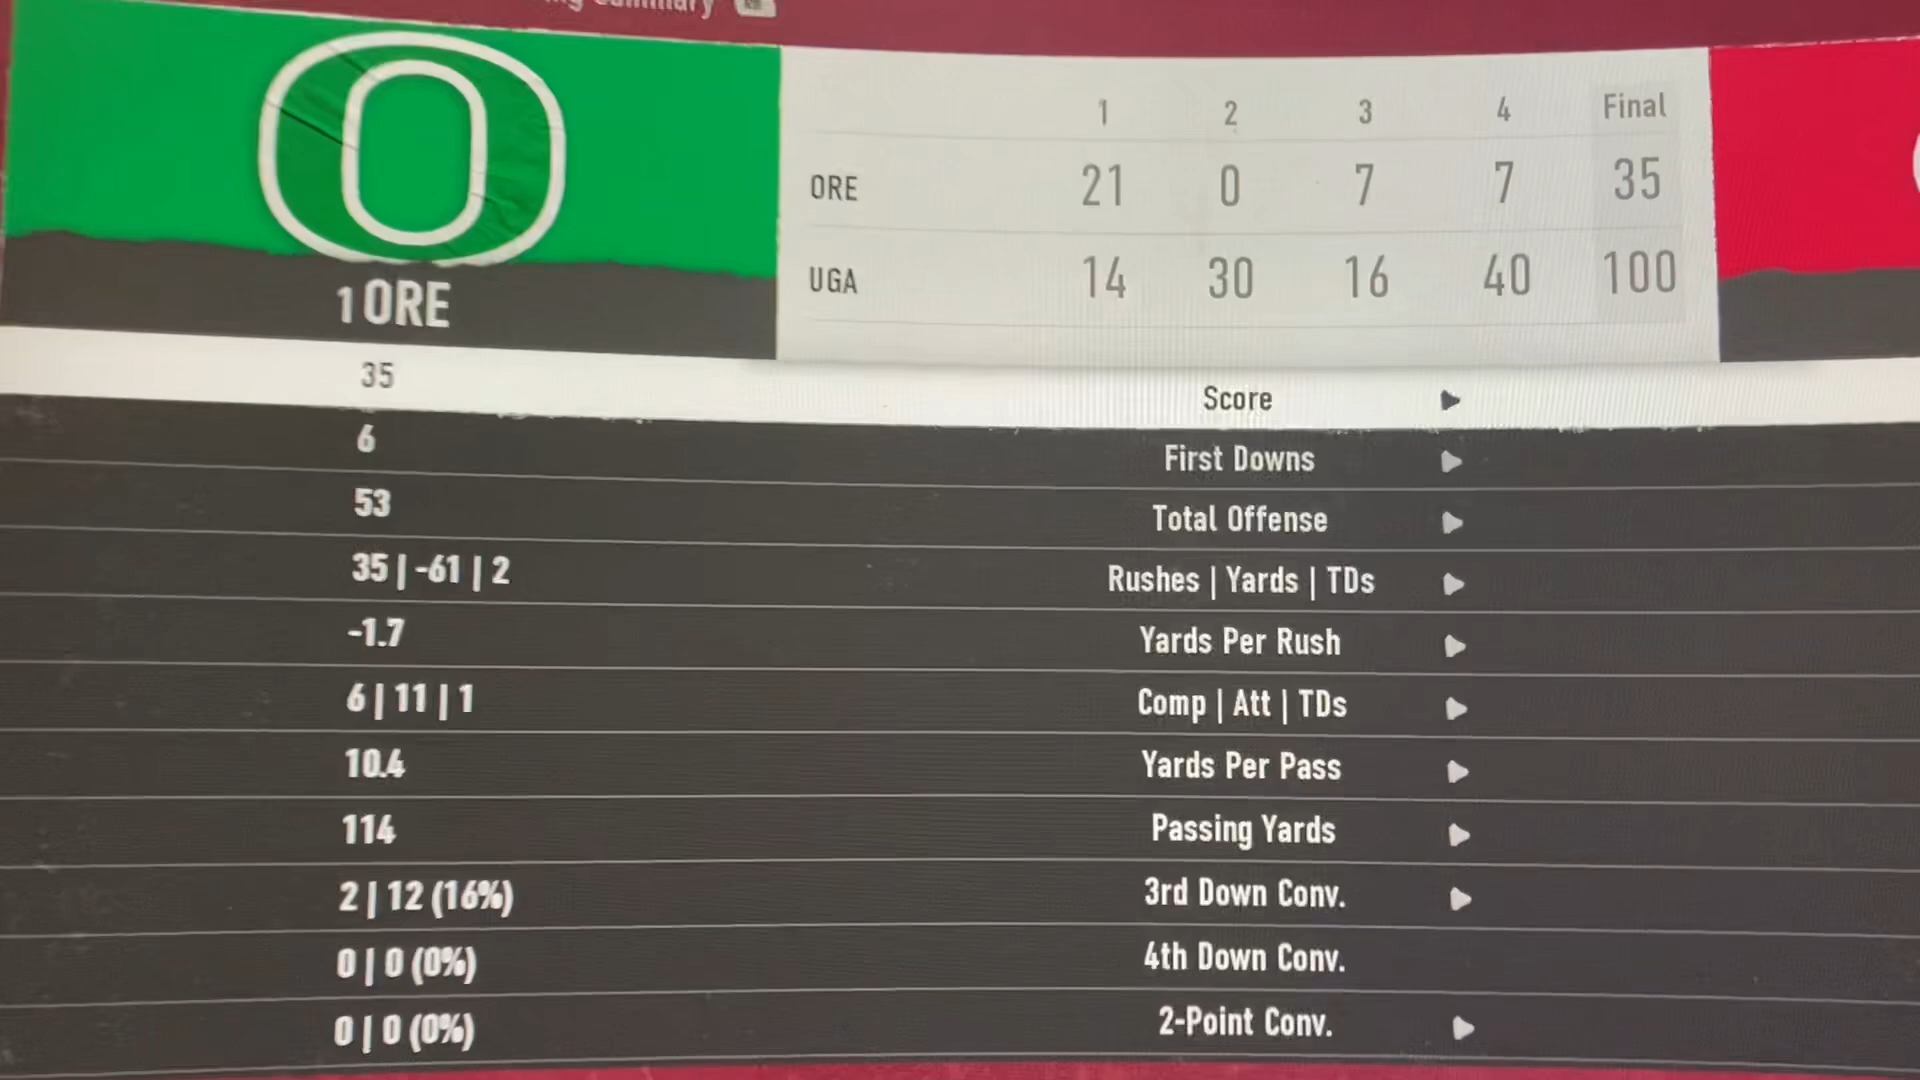 Summary
1 2 3 4 Final
ORE 21 0 7 7 35
UGA 14 30 16 40 100
1 ORE
35 Score
6 First Downs
53 Total Offense
35 | -61 | 2 Rushes | Yards | TDs
-1.7 Yards Per Rush
6 | 11 | 1 Comp | Att | TDs
10.4 Yards Per Pass
114 Passing Yards
2 | 12 (16%) 3rd Down Conv.
0 | 0 (0%) 4th Down Conv.
0 | 0 (0%) 2-Point Conv.